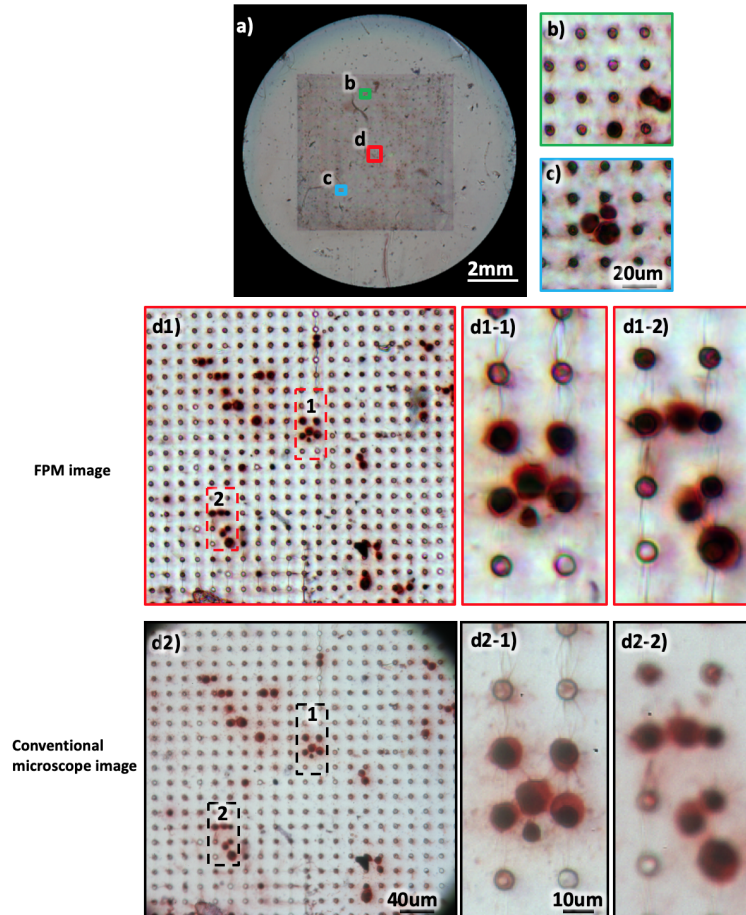 a)
b
d
c
2mm
b)
c)
20um
FPM image
d1)
1
2
d1-1)
d1-2)
Conventional
microscope image
d2)
1
2
40um
d2-1)
10um
d2-2)